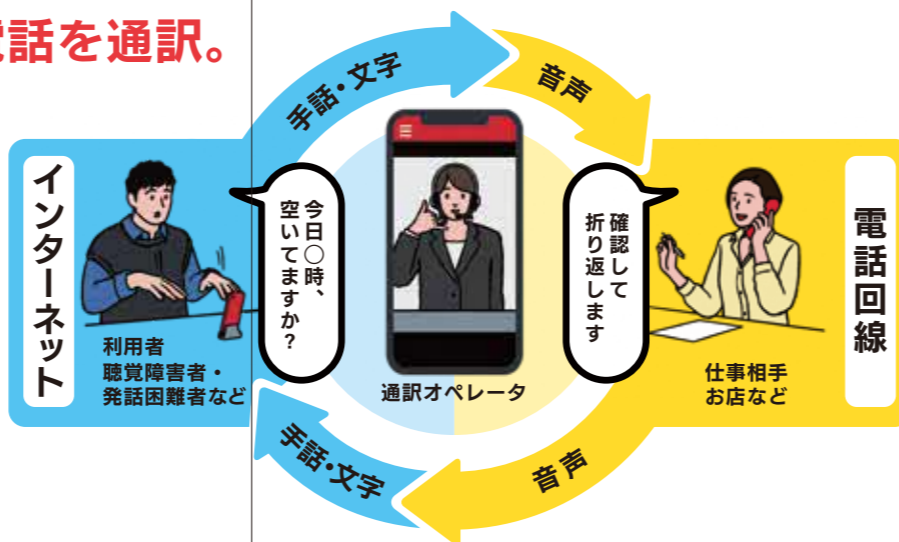 話を通訳。
手話・文字
音声
インターネット
今日〇時、
空いてますか？
確認して
折り返します
電話回線
利用者
聴覚障害者・
発話困難者など
通訳オペレータ
仕事相手
お店など
手話・文字
音声